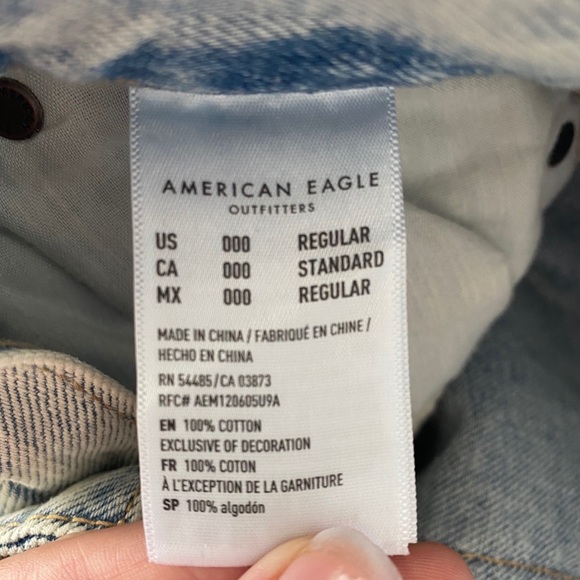 AMERICAN EAGLE
OUTFITTERS
US 000 REGULAR
CA 000 STANDARD
MX 000 REGULAR
MADE IN CHINA / FABRIQUÉ EN CHINE /
HECHO EN CHINA
RN 54485/CA 03873
RFC# AEM120605U9A
EN 100% COTTON
EXCLUSIVE OF DECORATION
FR 100% COTON
À L'EXCEPTION DE LA GARNITURE
SP 100% algodón